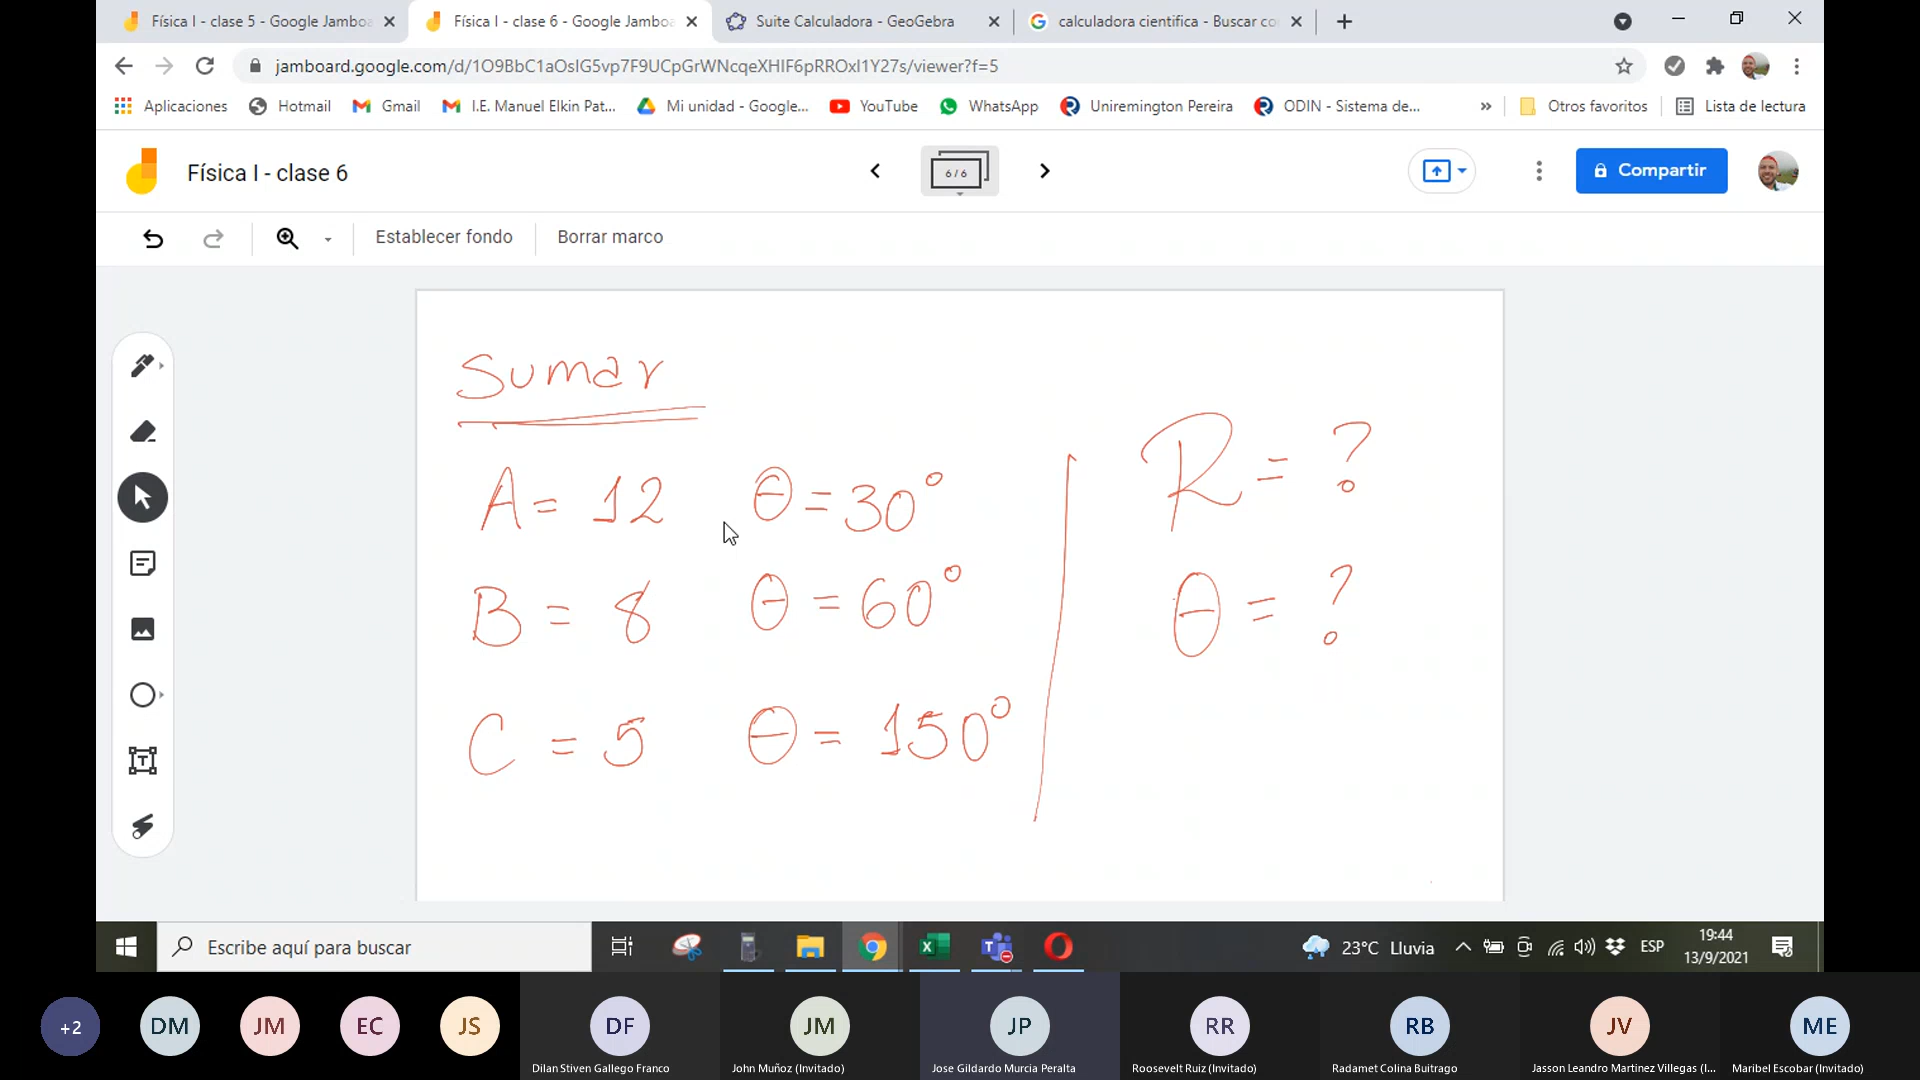 Física I - clase 5 - Google Jamboa
Física I - clase 6 - Google Jamboa
Suite Calculadora - GeoGebra
calculadora cientifica - Buscar co
jamboard.google.com/d/1O9BbC1aOsIG5vp7F9UCpGrWNcqeXHIF6pRROxl1Y27s/viewer?f=5
Aplicaciones
Hotmail
Gmail
I.E. Manuel Elkin Pat...
Mi unidad - Google...
YouTube
WhatsApp
Uniremington Pereira
ODIN - Sistema de...
»
Otros favoritos
Lista de lectura
Física I - clase 6
6 / 6
Compartir
Establecer fondo
Borrar marco
Sumar
A = 12 θ = 30°
B = 8 θ = 60°
C = 5 θ = 150°
R = ?
θ = ?
Escribe aquí para buscar
23°C Lluvia
ESP
19:44
13/9/2021
+2
DM
JM
EC
JS
DF
JM
JP
RR
RB
JV
ME
Dilan Stiven Gallego Franco
John Muñoz (Invitado)
Jose Gildardo Murcia Peralta
Roosevelt Ruiz (Invitado)
Radamet Colina Buitrago
Jasson Leandro Martinez Villegas (I...
Maribel Escobar (Invitado)